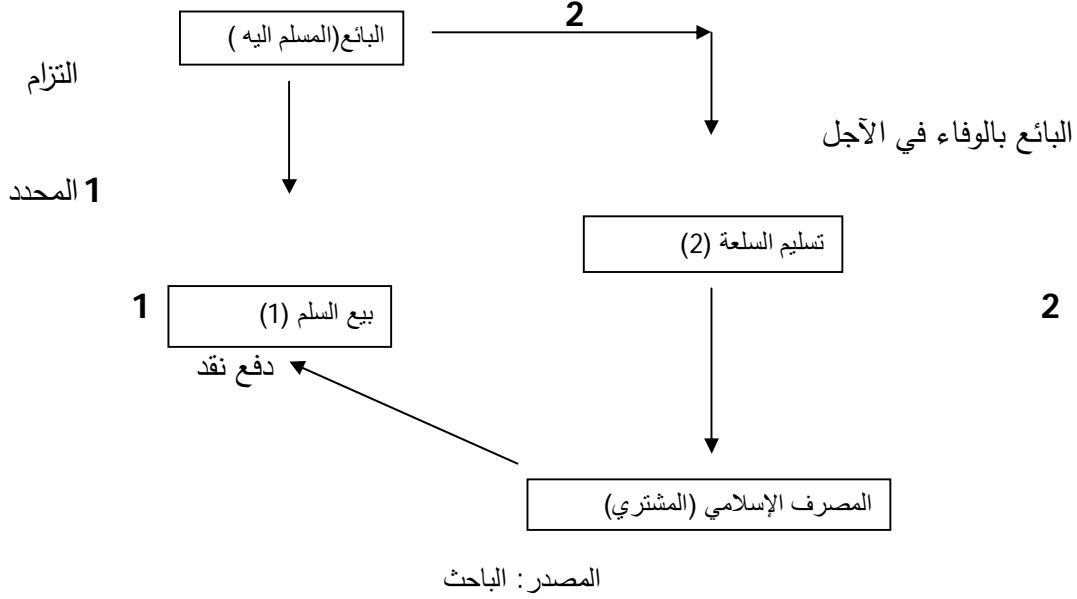 2
البائع(المسلم اليه )
التزام
البائع بالوفاء في الآجل
1 المحدد
تسليم السلعة (2)
1
بيع السلم (1)
2
دفع نقد
المصرف الإسلامي (المشتري)
المصدر: الباحث